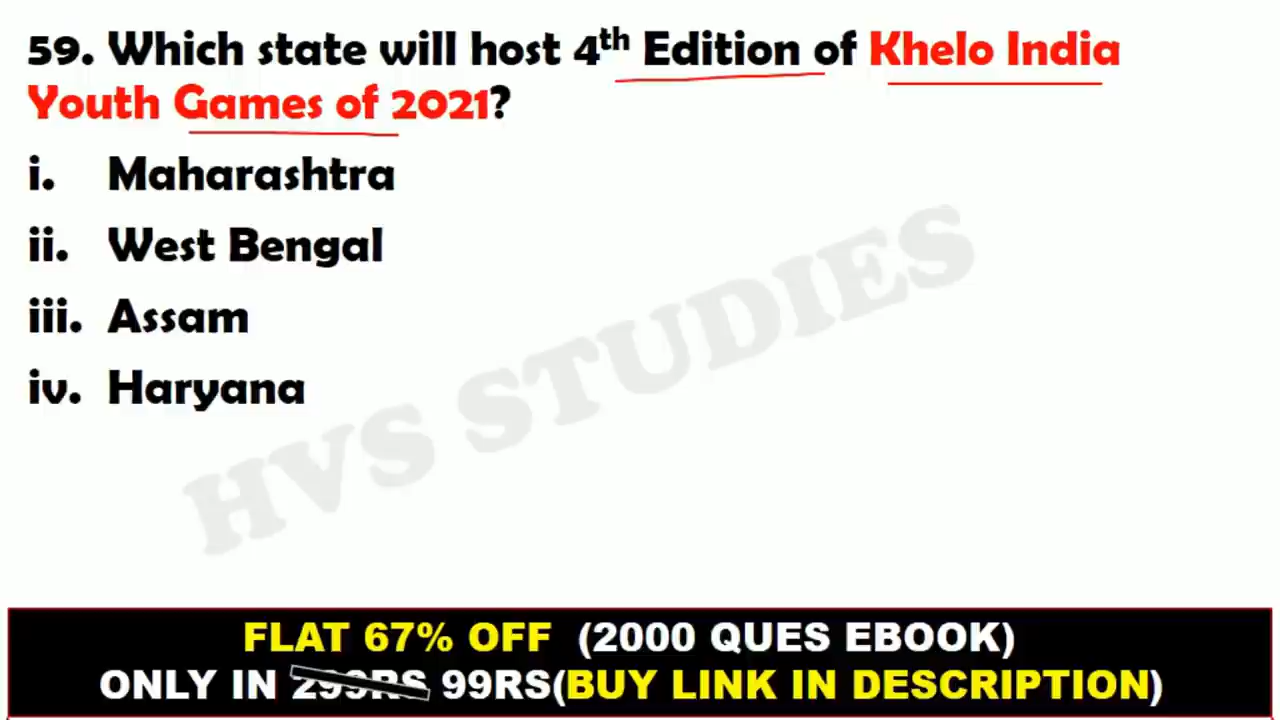 59. Which state will host 4th Edition of Khelo India
Youth Games of 2021?
i. Maharashtra
ii. West Bengal
iii. Assam
iv. Haryana
HVS STUDIES
FLAT 67% OFF (2000 QUES EBOOK)
ONLY IN 299RS 99RS(BUY LINK IN DESCRIPTION)